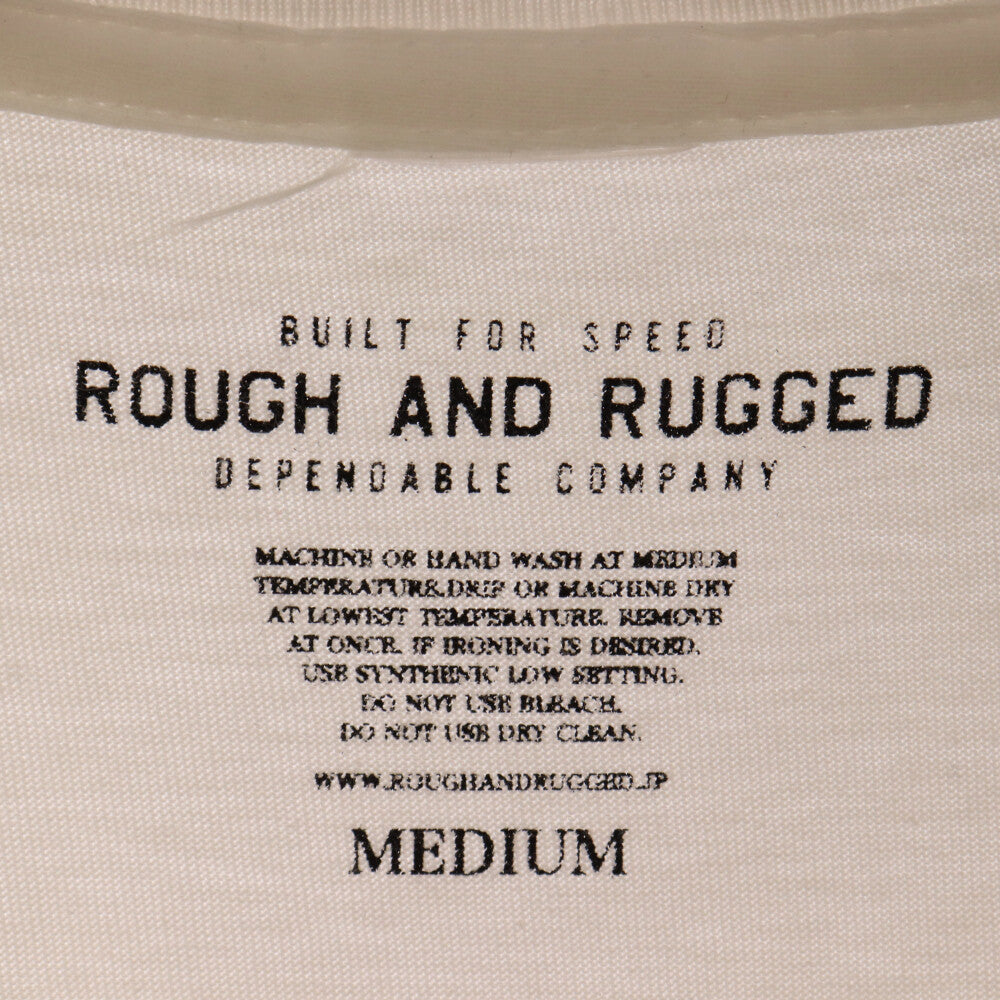 BUILT FOR SPEED
ROUGH AND RUGGED
DEPENDABLE COMPANY
MACHINE OR HAND WASH AT MEDIUM
TEMPERATURE.DRIP OR MACHINE DRY
AT LOWEST TEMPERATURE. REMOVE
AT ONCE. IF IRONING IS DESIRED.
USE SYNTHENIC LOW SETTING.
DO NOT USE BLEACH.
DO NOT USE DRY CLEAN.
WWW.ROUGHANDRUGGED.JP
MEDIUM